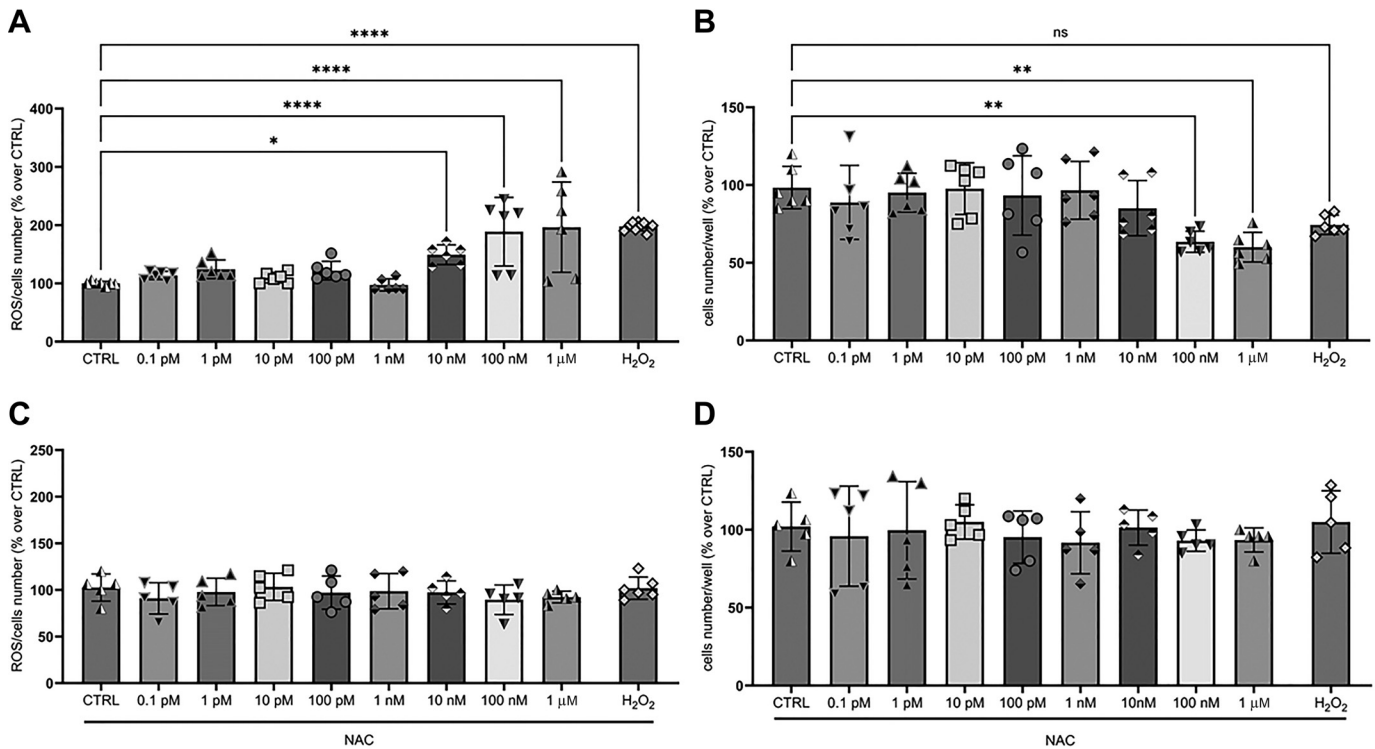 A
ROS/cells number (% over CTRL)
400
300
200
100
0
****
****
****
*
CTRL 0.1 pM 1 pM 10 pM 100 pM 1 nM 10 nM 100 nM 1 μM H₂O₂
B
cells number/well (% over CTRL)
150
100
50
0
ns
**
**
CTRL 0.1 pM 1 pM 10 pM 100 pM 1 nM 10 nM 100 nM 1 μM H₂O₂
C
ROS/cells number (% over CTRL)
250
200
150
100
50
0
CTRL 0.1 pM 1 pM 10 pM 100 pM 1 nM 10 nM 100 nM 1 μM H₂O₂
NAC
D
cells number/well (% over CTRL)
150
100
50
0
CTRL 0.1 pM 1 pM 10 pM 100 pM 1 nM 10nM 100 nM 1 μM H₂O₂
NAC